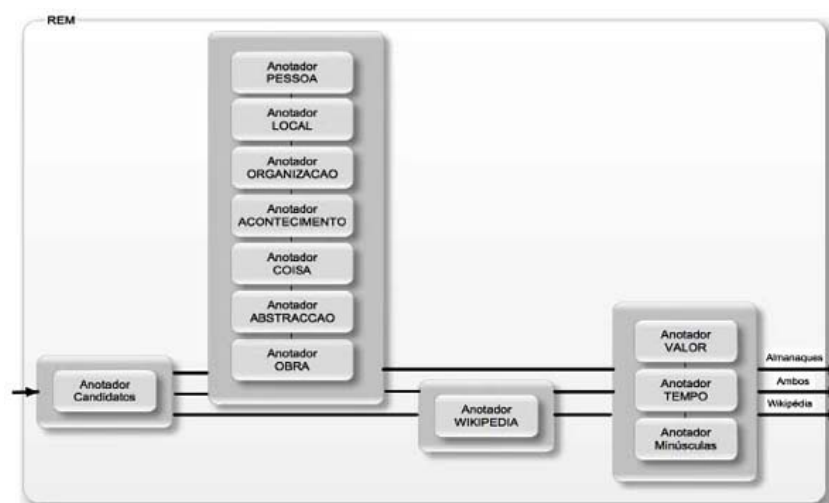 REM
Anotador
PESSOA
Anotador
LOCAL
Anotador
ORGANIZACAO
Anotador
ACONTECIMENTO
Anotador
COISA
Anotador
ABSTRACCAO
Anotador
OBRA
Anotador
Candidatos
Anotador
WIKIPEDIA
Anotador
VALOR
Anotador
TEMPO
Anotador
Minúsculas
Almanaques
Ambos
Wikipédia